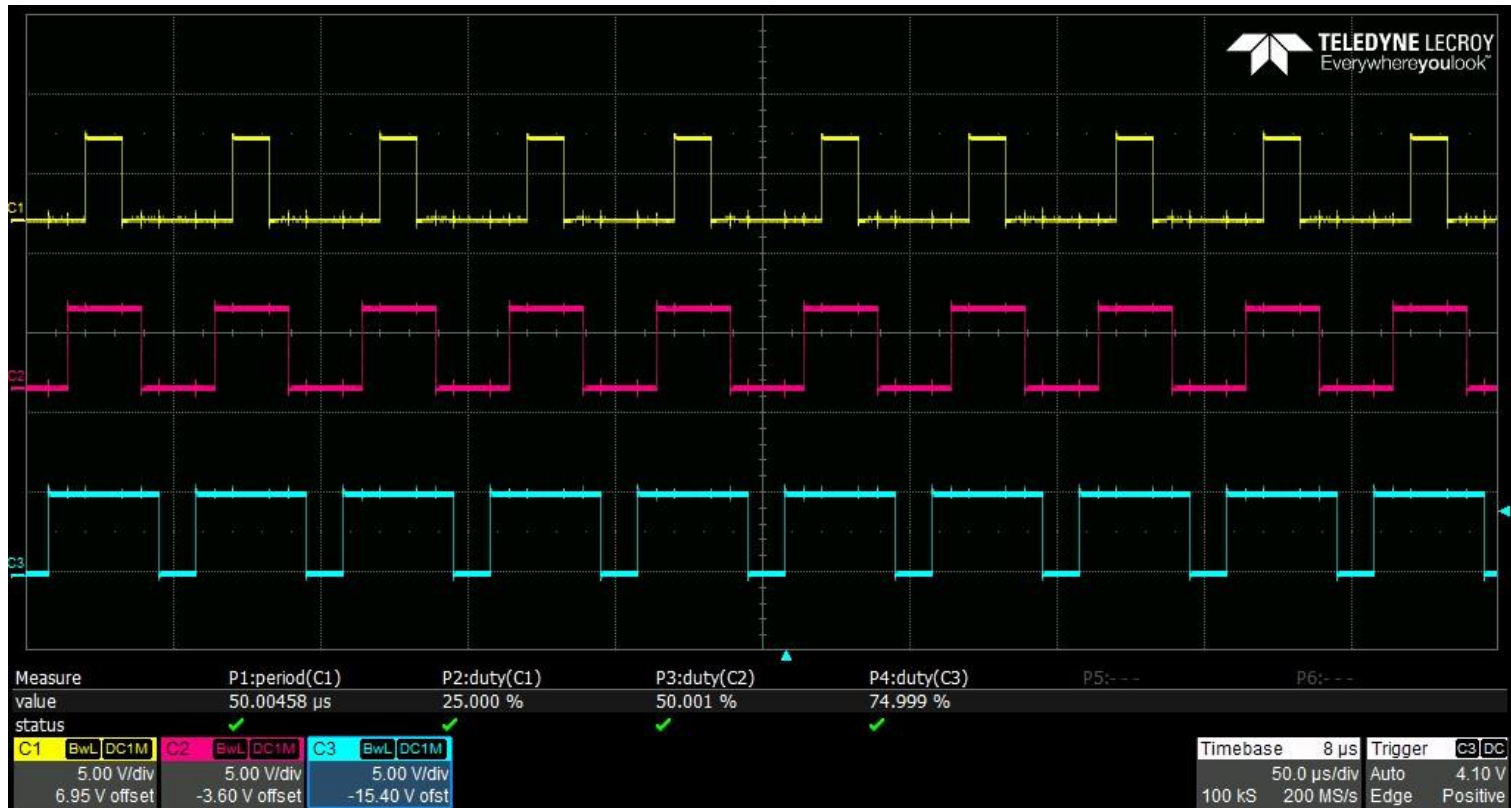 TELEDYNE LECROY
Everywhereyoulook™
C1
C2
C3
Measure P1:period(C1) P2:duty(C1) P3:duty(C2) P4:duty(C3) P5:- - - P6:- - -
value 50.00458 µs 25.000 % 50.001 % 74.999 %
status
C1 BwL DC1M C2 BwL DC1M C3 BwL DC1M Timebase 8 µs Trigger C3 DC
5.00 V/div 5.00 V/div 5.00 V/div 50.0 µs/div Auto 4.10 V
6.95 V offset -3.60 V offset -15.40 V ofst 100 kS 200 MS/s Edge Positive